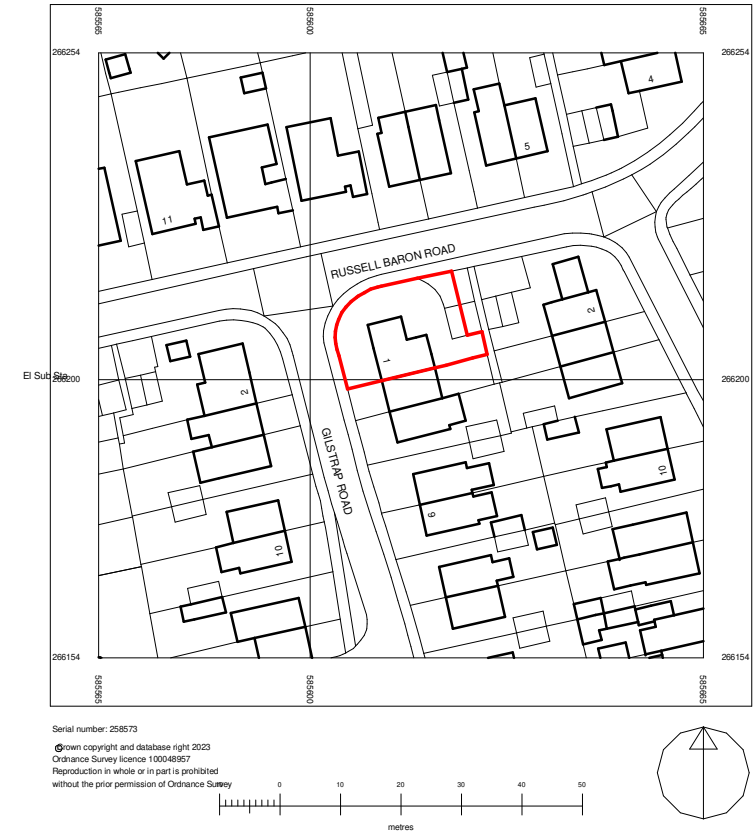 585565 585600 585665
266254 266254
4
5
11
RUSSELL BARON ROAD
2
1
El Sub Sta
266200 266200
2
GILSTRAP ROAD
10
9
10
266154 266154
585565 585600 585665
Serial number: 258573
© Crown copyright and database right 2023
Ordnance Survey licence 100048957
Reproduction in whole or in part is prohibited
without the prior permission of Ordnance Survey
0 10 20 30 40 50
metres